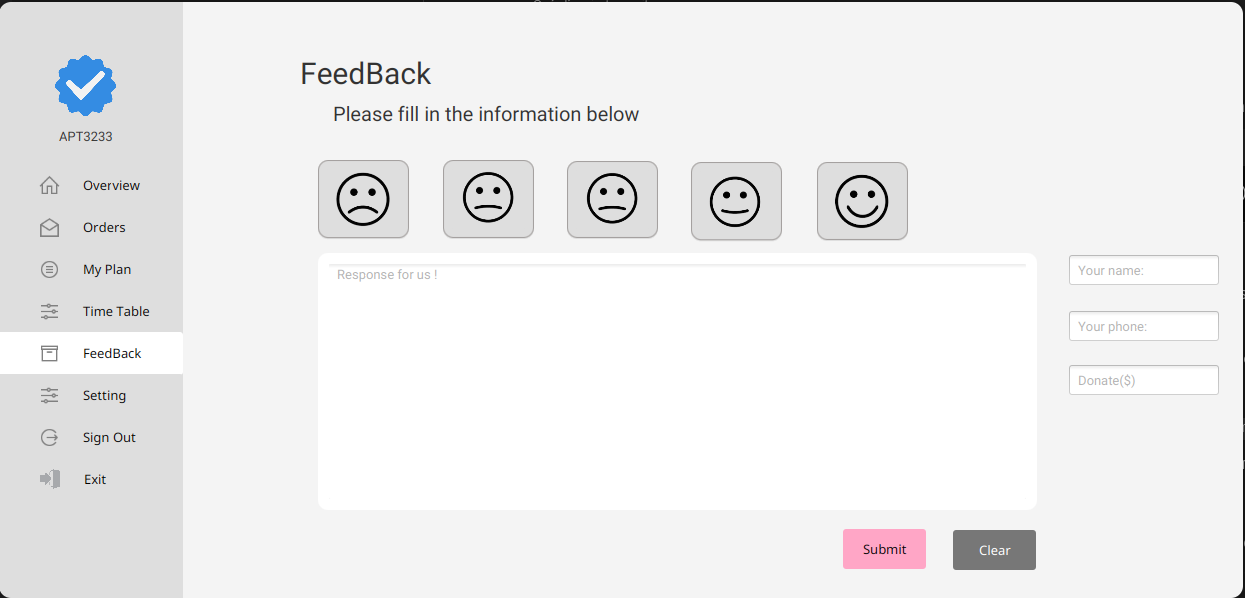 APT3233
Overview
Orders
My Plan
Time Table
FeedBack
Setting
Sign Out
Exit
FeedBack
Please fill in the information below
Response for us !
Your name:
Your phone:
Donate($)
Submit
Clear